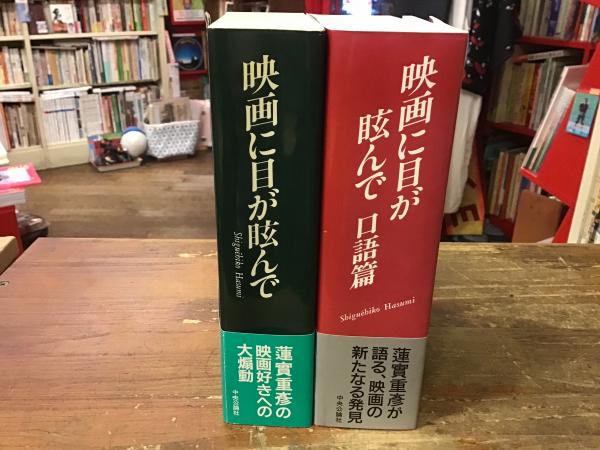 映画に目が眩んで
Shiguéhiko Hasumi
蓮實重彥の
映画好きへの
大煽動
中央公論社
映画に目が
眩んで 口語篇
Shiguéhiko Hasumi
蓮實重彥が
語る、映画の
新たなる発見
中央公論社